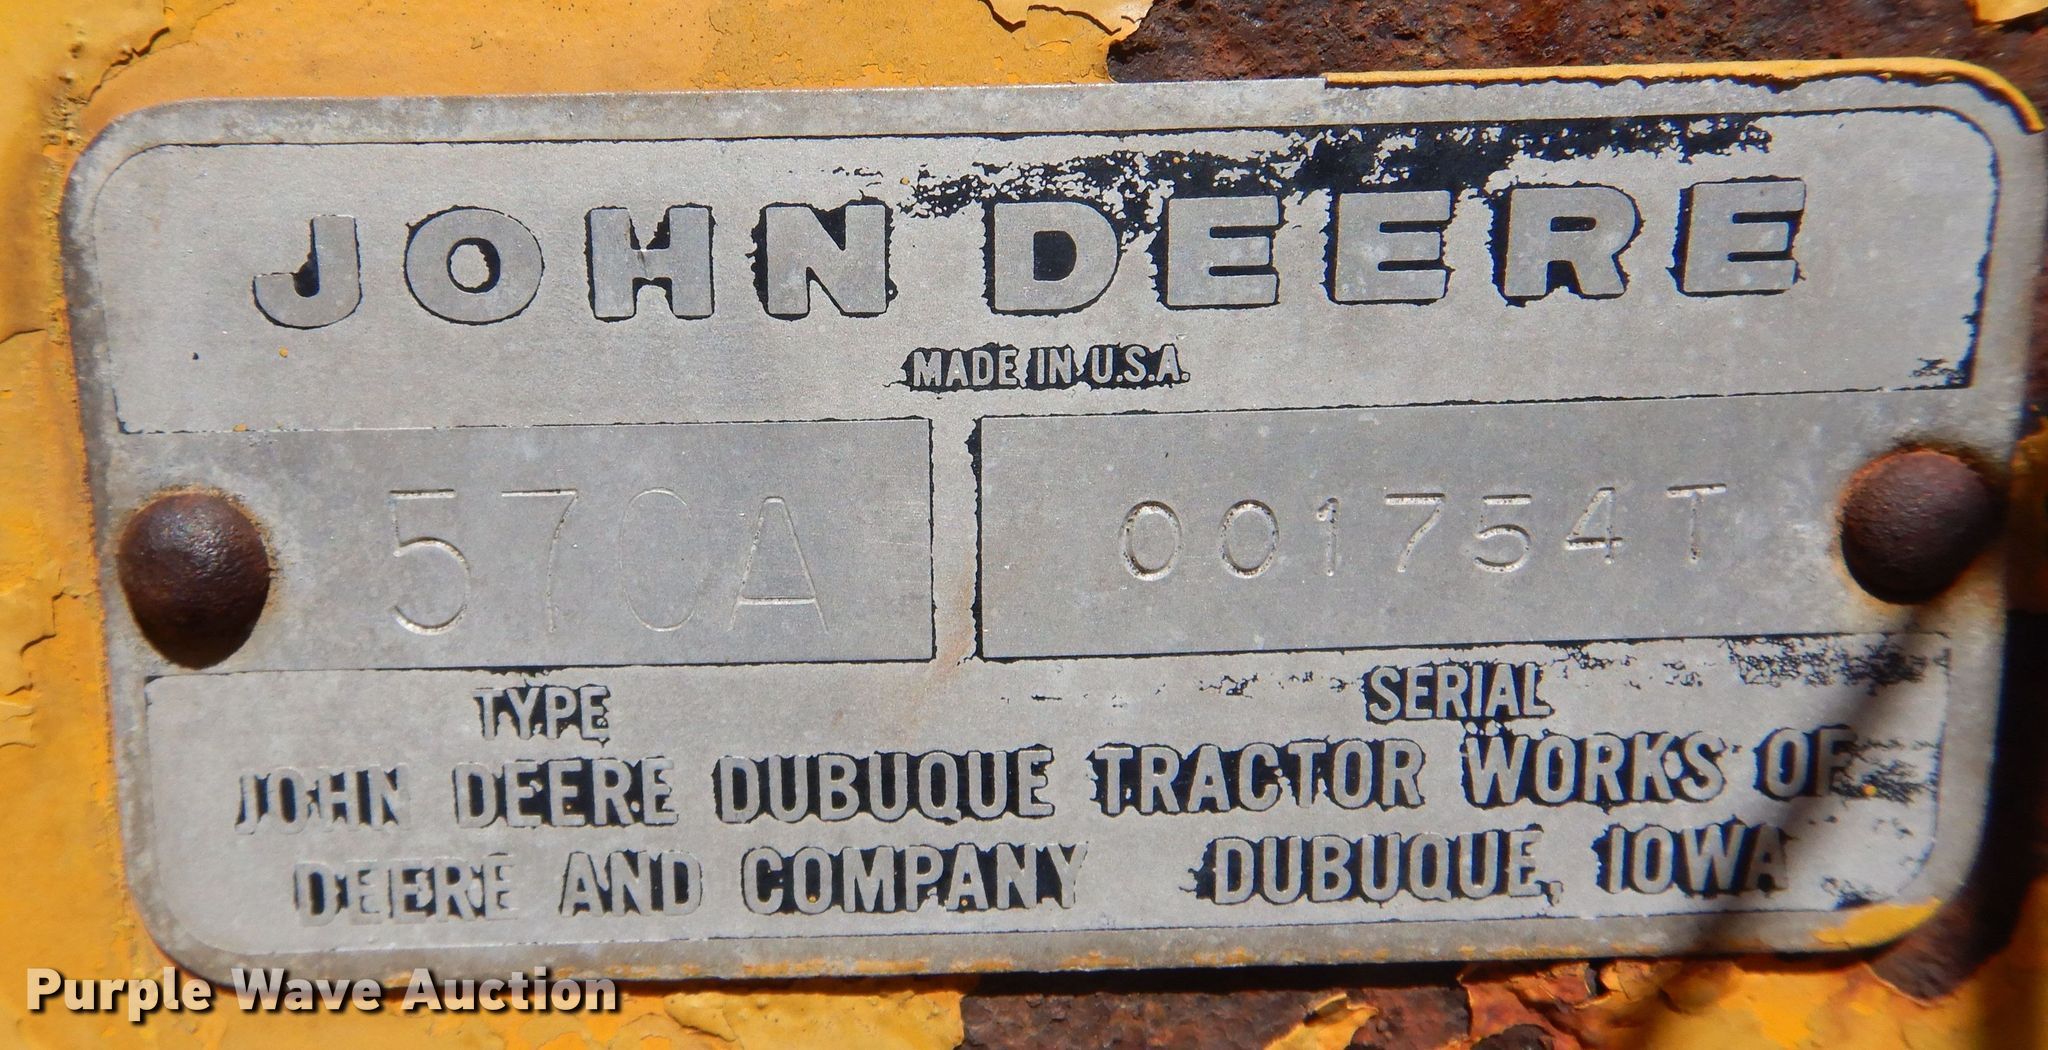 JOHN DEERE
MADE IN U.S.A.
570A 001754T
TYPE SERIAL
JOHN DEERE DUBUQUE TRACTOR WORKS OF
DEERE AND COMPANY DUBUQUE, IOWA
Purple Wave Auction